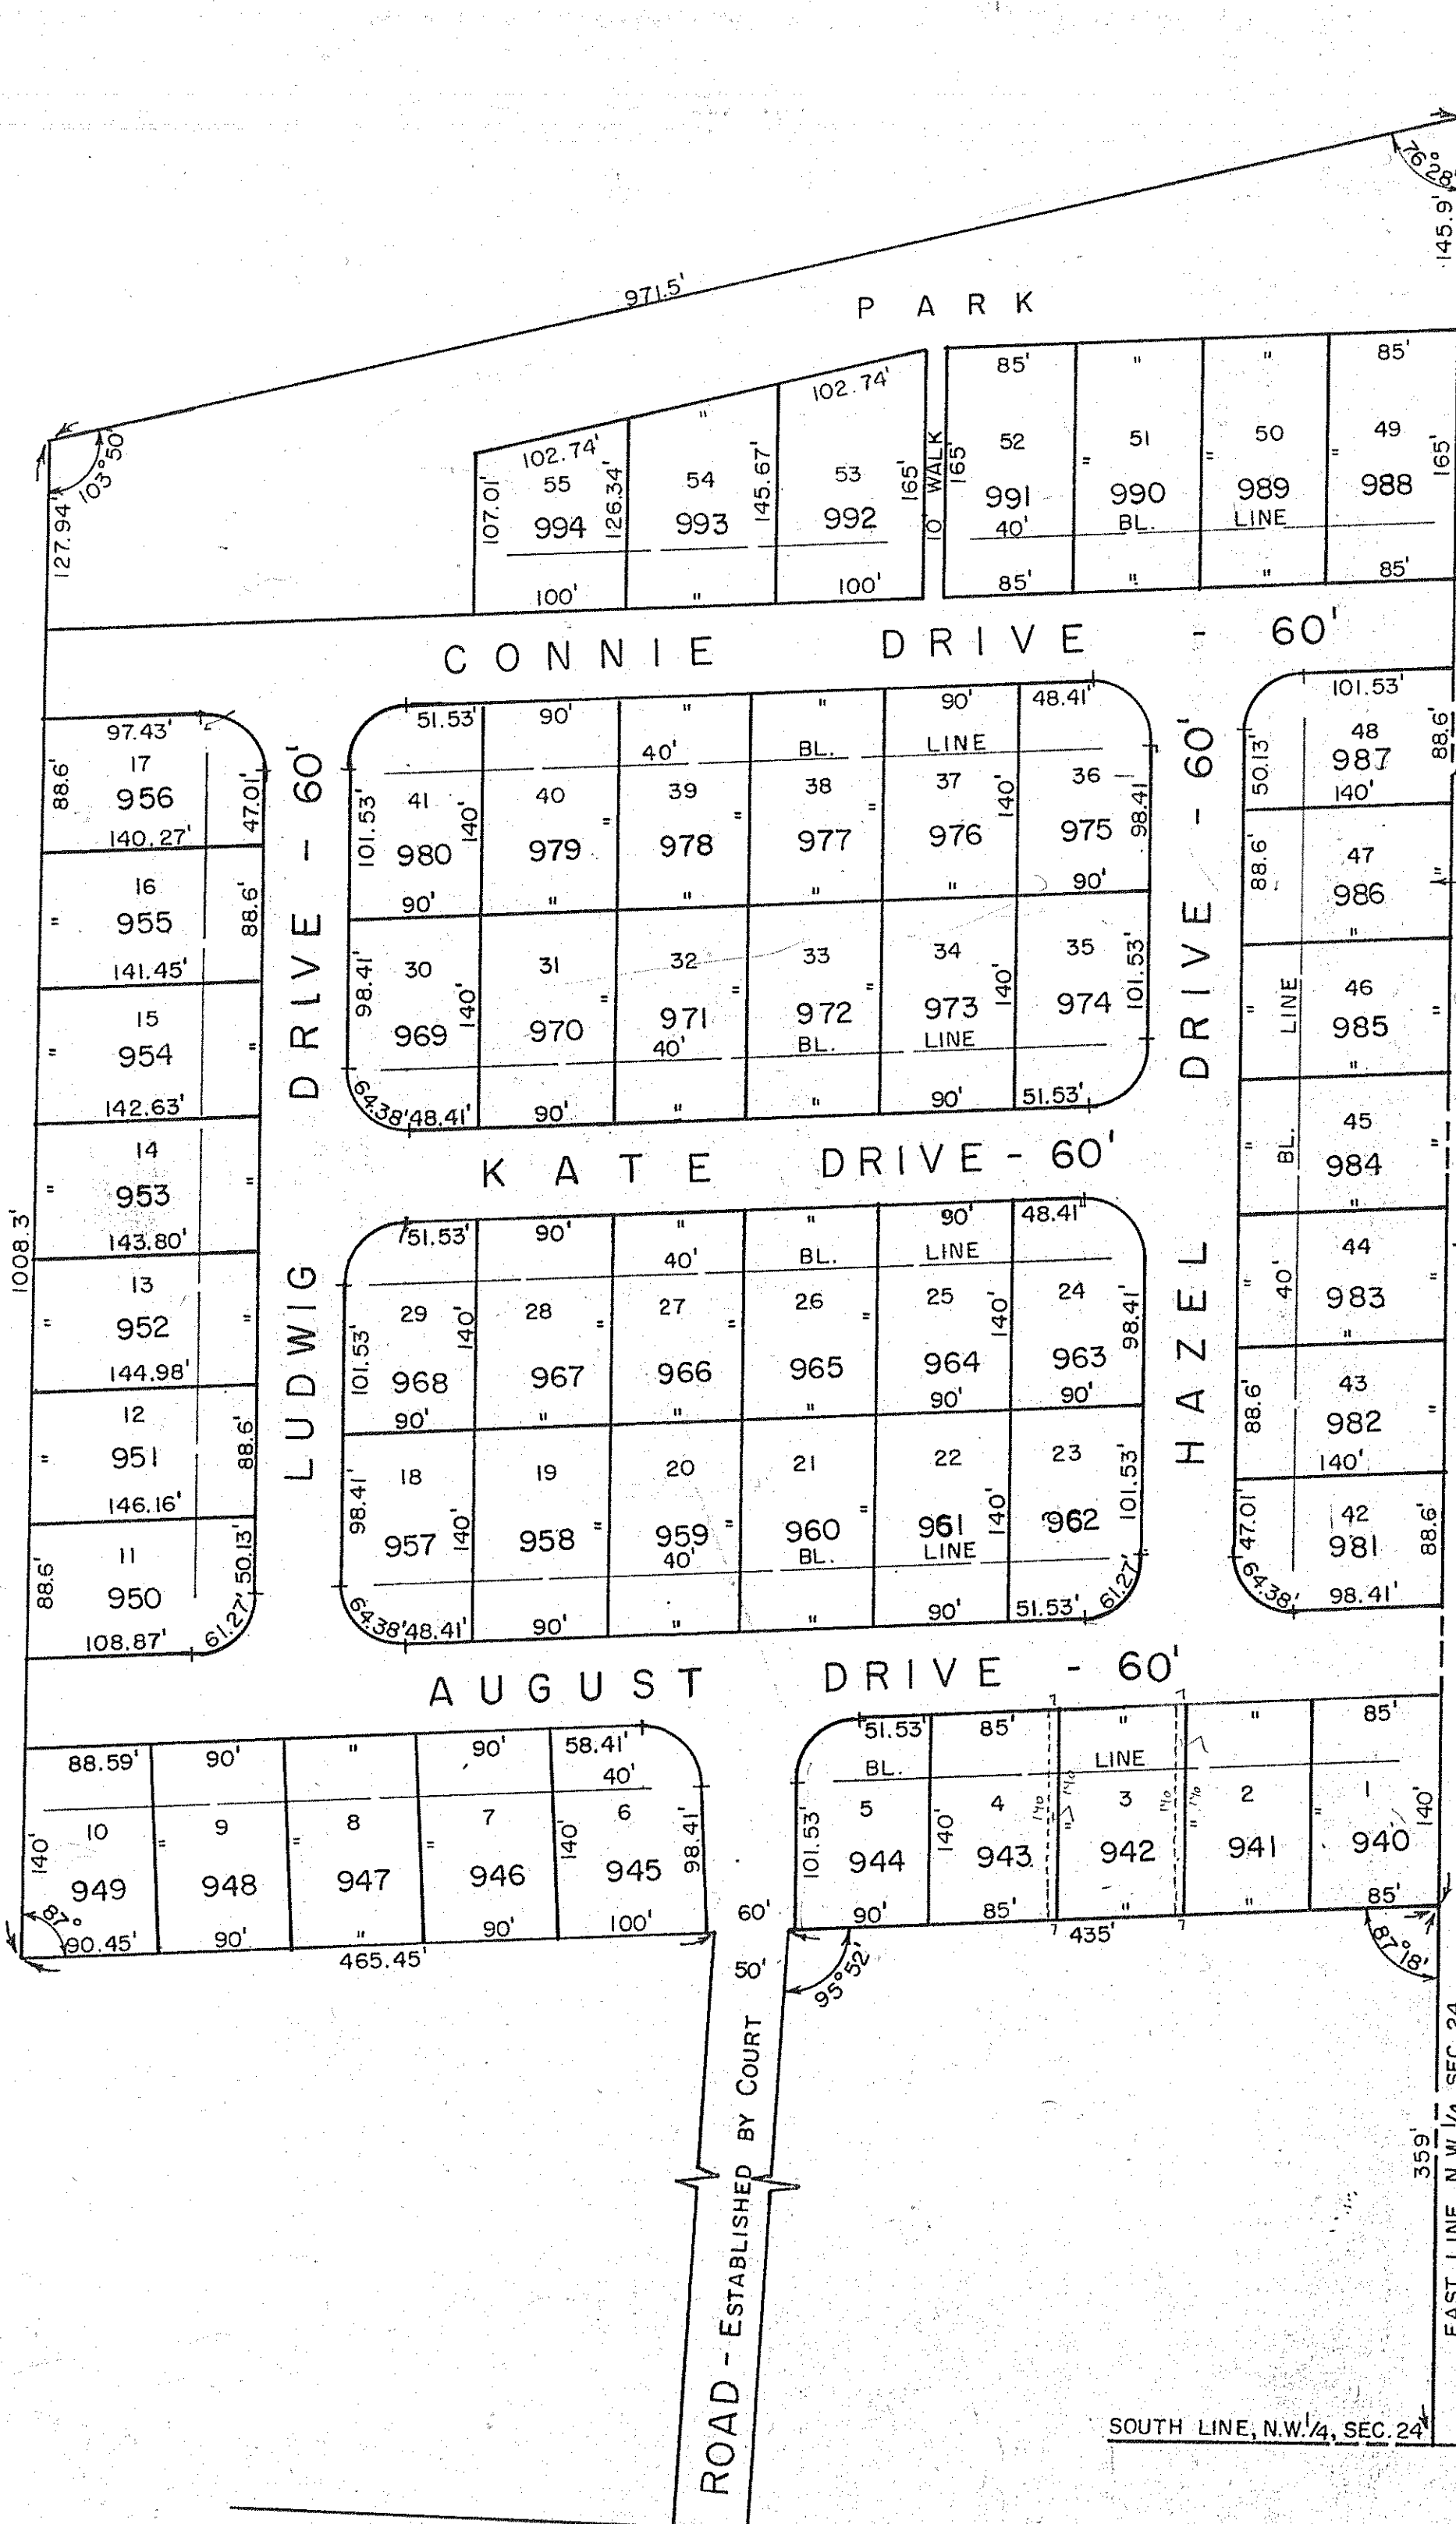 76°28'
145.9'
971.5'
PARK
103°50'
127.94'
102.74' " 102.74'
55 54 53
994 993 992
107.01' 126.34' 145.67' 165'
100' " 100'
10' WALK
165'
85' " " 85'
52 51 50 49
991 990 989 988
" " " 165'
40' BL. LINE
85' " " 85'
CONNIE DRIVE - 60'
97.43'
17
956
88.6' 47.01'
140.27'
16
955
" 88.6'
141.45'
15
954
" "
142.63'
14
953
" "
143.80'
13
952
" "
144.98'
12
951
" 88.6'
146.16'
11
950
88.6' 50.13'
108.87' 61.27'
1008.3'
LUDWIG DRIVE - 60'
51.53' 90' " " 90' 48.41'
40' BL. LINE
41 40 39 38 37 36
980 979 978 977 976 975
101.53' 140' " " " 140' 98.41
90' " " " " 90'
30 31 32 33 34 35
969 970 971 972 973 974
98.41' 140' " " " 140' 101.53'
40' BL. LINE
64.38' 48.41' 90' " " 90' 51.53'
KATE DRIVE - 60'
51.53' 90' " " 90' 48.41'
40' BL. LINE
29 28 27 26 25 24
968 967 966 965 964 963
101.53' 140' " " " 140' 98.41'
90' " " " 90' 90'
18 19 20 21 22 23
957 958 959 960 961 962
98.41' 140' " " " 140' 101.53'
40' BL. LINE
64.38' 48.41' 90' " " 90' 51.53' 61.27'
HAZEL DRIVE - 60'
101.53'
48
987
50.13' 88.6'
140'
47
986
88.6' "
"
46
985
" "
"
45
984
" "
"
44
983
" "
"
43
982
88.6' "
140'
42
981
47.01' 88.6'
64.38' 98.41'
40' BL. LINE
AUGUST DRIVE - 60'
88.59' 90' " 90' 58.41'
40'
10 9 8 7 6
949 948 947 946 945
140' " " " 140' 98.41'
87°
90.45' 90' " 90' 100'
465.45'
51.53' 85' " " 85'
BL. LINE
5 4 3 2 1
944 943 942 941 940
101.53' 140' 140 " 140 140 " 140 " 140'
90' 85' " " 85'
7 7
7 7
435'
60'
50'
95°52'
87°18'
ROAD - ESTABLISHED BY COURT
359'
EAST LINE N.W. 1/4 SEC. 24
SOUTH LINE, N.W. 1/4, SEC. 24